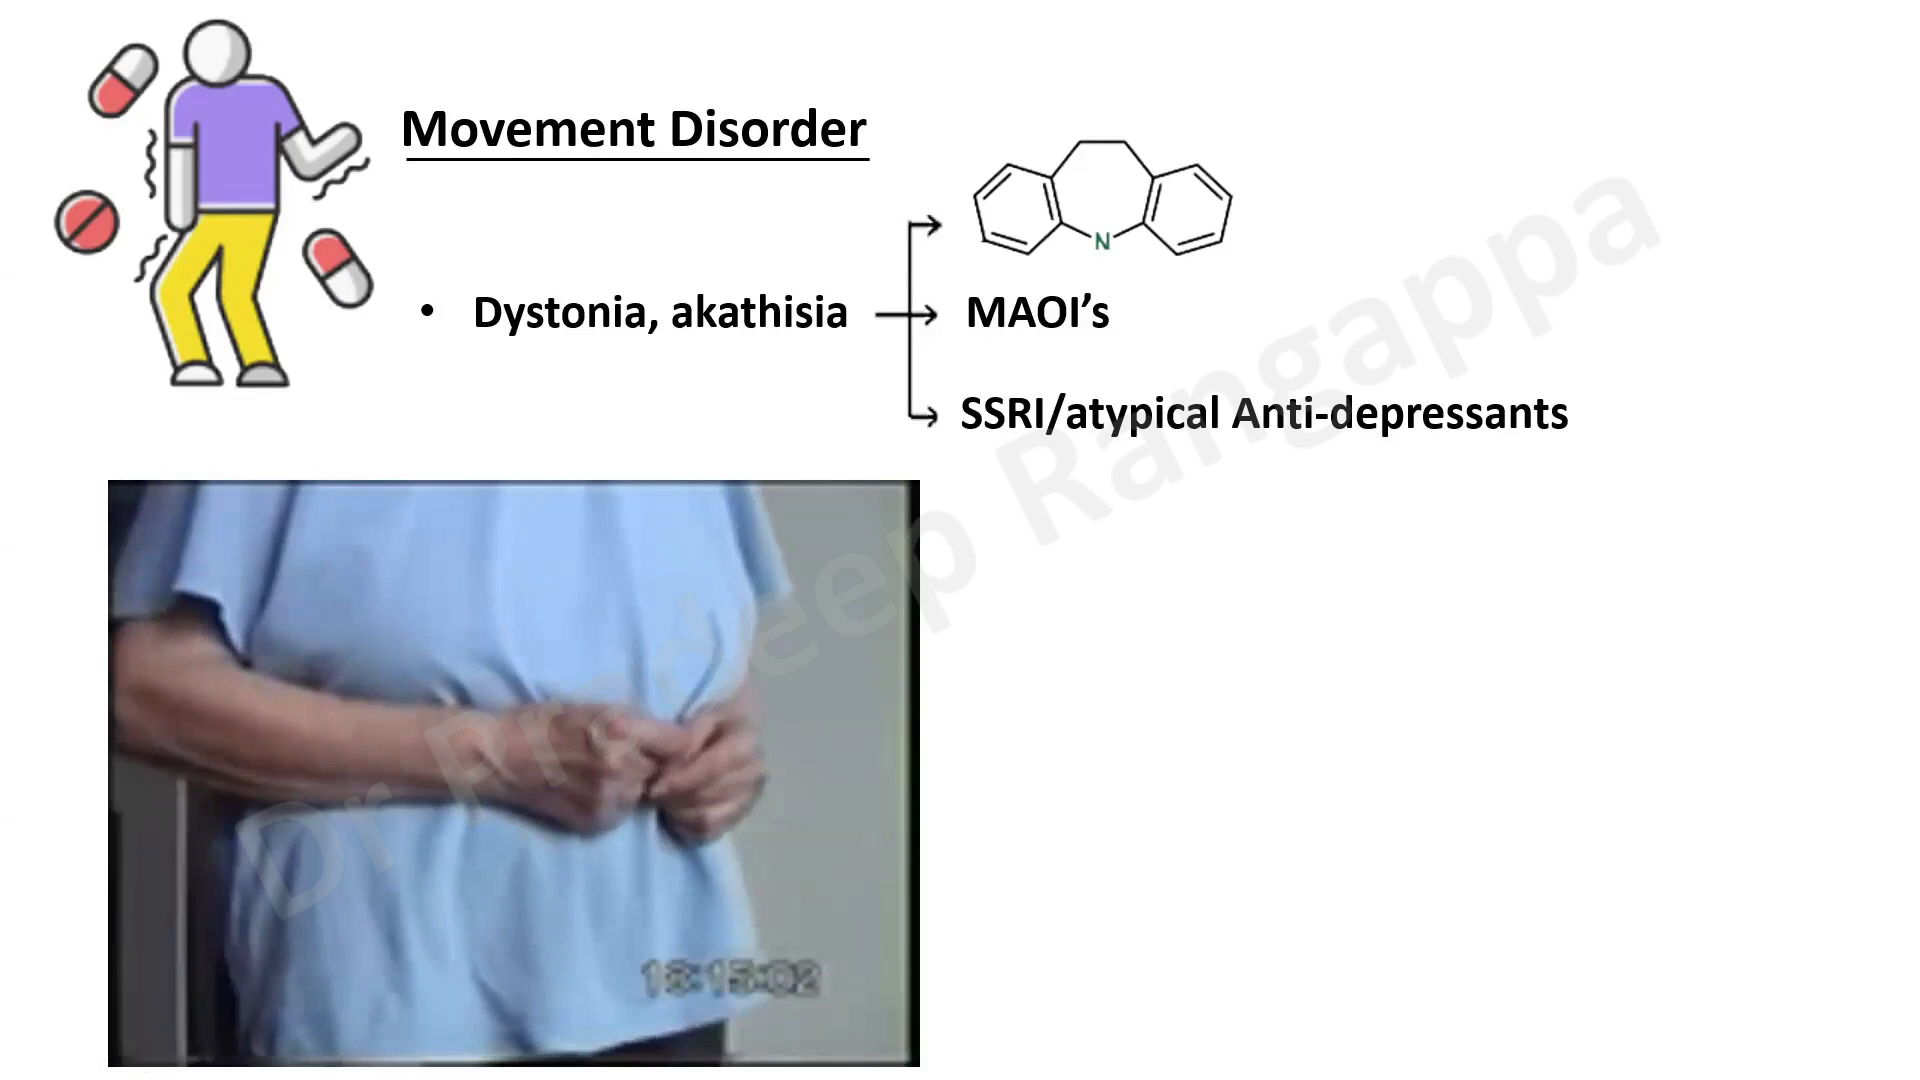 Movement Disorder
N
• Dystonia, akathisia
MAOI’s
SSRI/atypical Anti-depressants
Dr Pradeep Rangappa